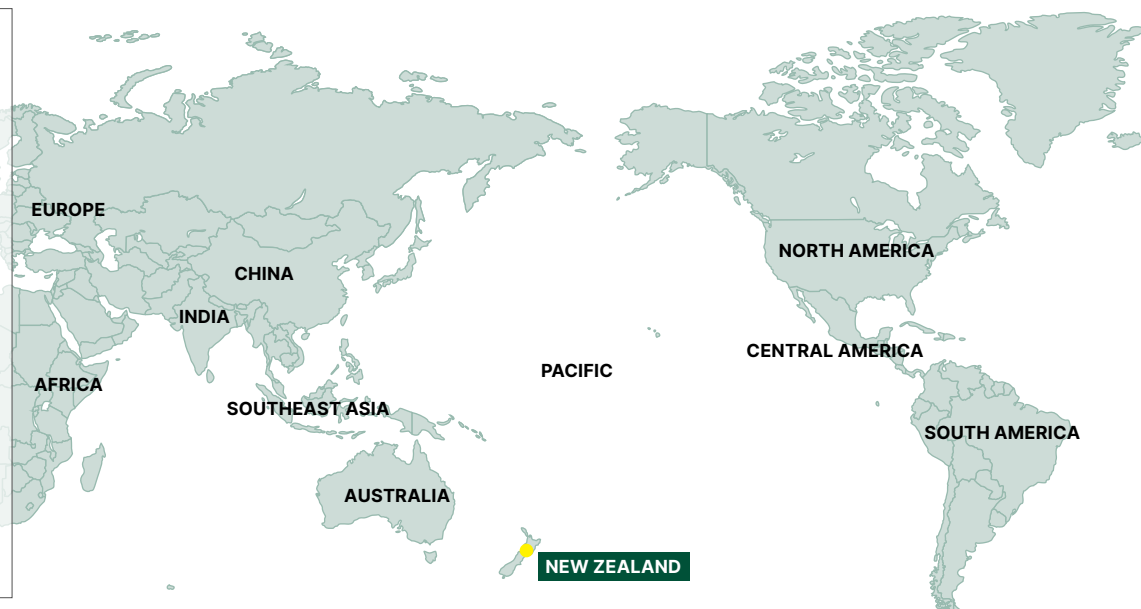 EUROPE
NORTH AMERICA
CHINA
INDIA
CENTRAL AMERICA
PACIFIC
AFRICA
SOUTHEAST ASIA
SOUTH AMERICA
AUSTRALIA
NEW ZEALAND